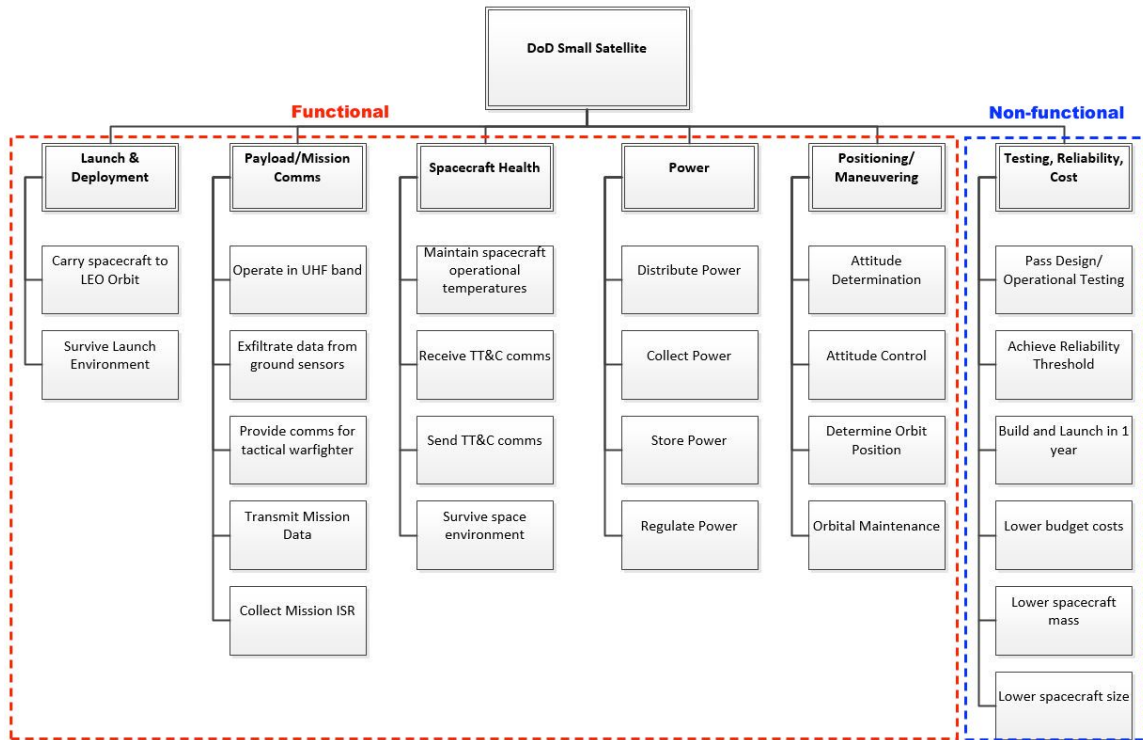 DoD Small Satellite
Functional
Non-functional
Launch &
Deployment
Carry spacecraft to
LEO Orbit
Survive Launch
Environment
Payload/Mission
Comms
Operate in UHF band
Exfiltrate data from
ground sensors
Provide comms for
tactical warfighter
Transmit Mission
Data
Collect Mission ISR
Spacecraft Health
Maintain spacecraft
operational
temperatures
Receive TT&C comms
Send TT&C comms
Survive space
environment
Power
Distribute Power
Collect Power
Store Power
Regulate Power
Positioning/
Maneuvering
Attitude
Determination
Attitude Control
Determine Orbit
Position
Orbital Maintenance
Testing, Reliability,
Cost
Pass Design/
Operational Testing
Achieve Reliability
Threshold
Build and Launch in 1
year
Lower budget costs
Lower spacecraft
mass
Lower spacecraft size